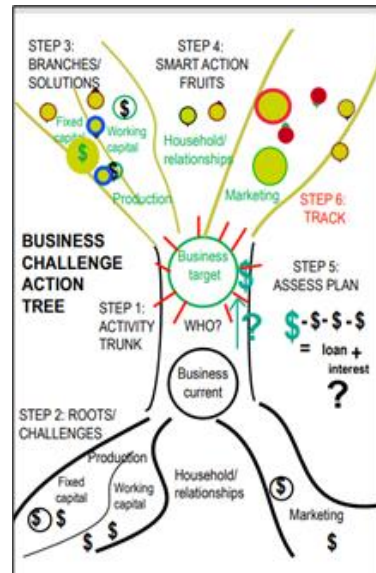 STEP 3:
BRANCHES/
SOLUTIONS
STEP 4:
SMART ACTION
FRUITS
$
Fixed
capital
Working
capital
$
$
Production
Household/
relationships
Marketing
STEP 6:
TRACK
BUSINESS
CHALLENGE
ACTION
TREE
Business
target
$
STEP 1:
ACTIVITY
TRUNK
WHO?
?
STEP 5:
ASSESS PLAN
$-$-$-$
= loan +
interest
?
Business
current
STEP 2: ROOTS/
CHALLENGES
Production
Fixed
capital
Working
capital
$ $
$ $
Household/
relationships
$
Marketing
$